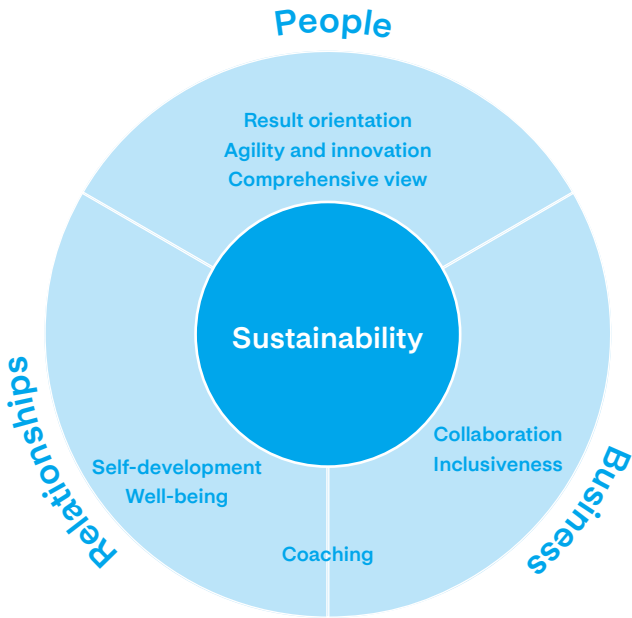 People
Result orientation
Agility and innovation
Comprehensive view
Sustainability
Relationships
Self-development
Well-being
Collaboration
Inclusiveness
Business
Coaching